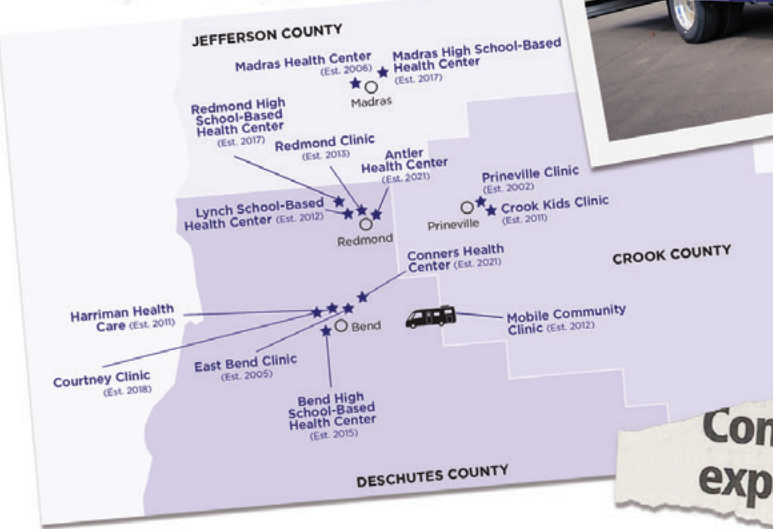 JEFFERSON COUNTY
Madras Health Center
(Est. 2006)
Madras High School-Based
Health Center
(Est. 2017)
Madras
Redmond High
School-Based
Health Center
(Est. 2017)
Redmond Clinic
(Est. 2013)
Antler
Health Center
(Est. 2021)
Lynch School-Based
Health Center (Est. 2012)
Redmond
Prineville Clinic
(Est. 2002)
Crook Kids Clinic
(Est. 2011)
Prineville
CROOK COUNTY
Conners Health
Center (Est. 2021)
Harriman Health
Care (Est. 2011)
Bend
Mobile Community
Clinic (Est. 2012)
Courtney Clinic
(Est. 2018)
East Bend Clinic
(Est. 2005)
Bend High
School-Based
Health Center
(Est. 2015)
DESCHUTES COUNTY